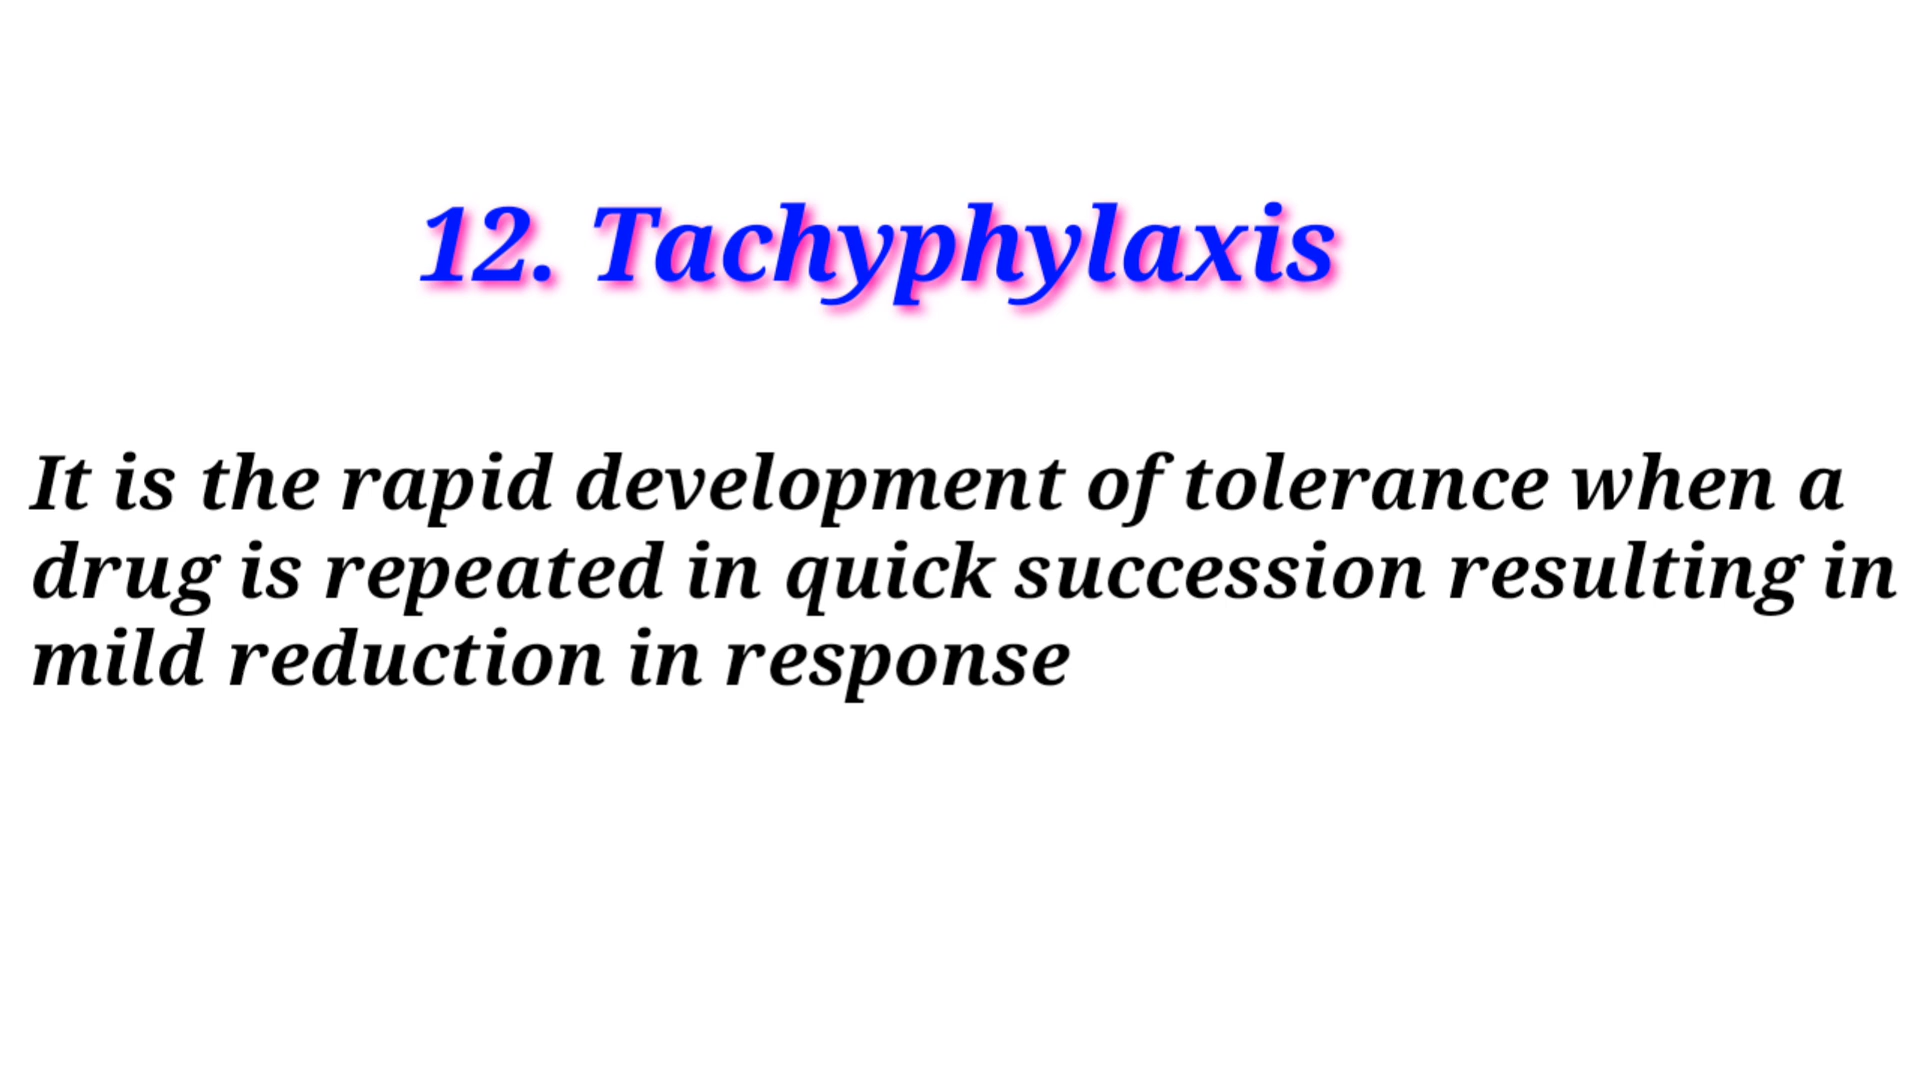 12. Tachyphylaxis
It is the rapid development of tolerance when a
drug is repeated in quick succession resulting in
mild reduction in response